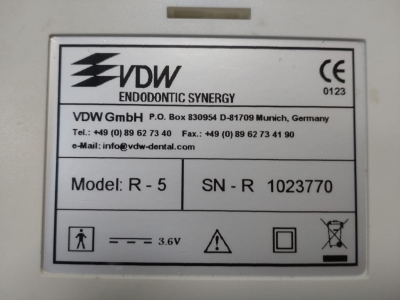 VDW
ENDODONTIC SYNERGY
CE
0123
VDW GmbH P.O. Box 830954 D-81709 Munich, Germany
Tel.: +49 (0) 89 62 73 40 Fax.: +49 (0) 89 62 73 41 90
e-Mail: info@vdw-dental.com
Model: R - 5 SN - R 1023770
3.6V